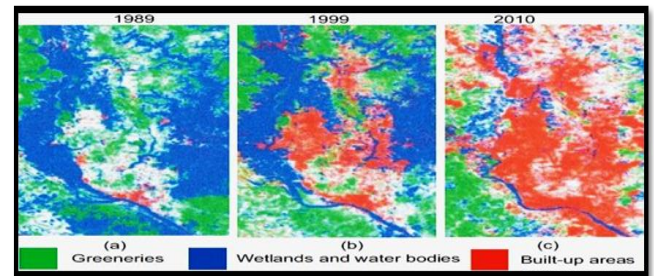 1989 1999 2010
(a) (b) (c)
Greeneries Wetlands and water bodies Built-up areas